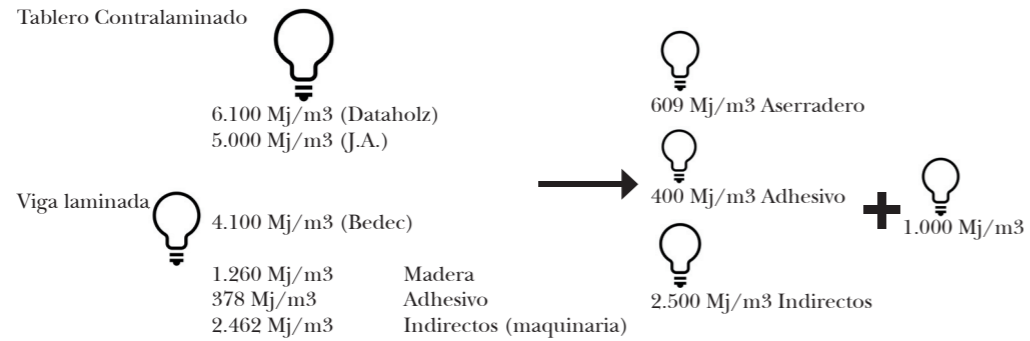 Tablero Contralaminado
6.100 Mj/m3 (Dataholz)
5.000 Mj/m3 (J.A.)
Viga laminada
4.100 Mj/m3 (Bedec)
1.260 Mj/m3 Madera
378 Mj/m3 Adhesivo
2.462 Mj/m3 Indirectos (maquinaria)
609 Mj/m3 Aserradero
400 Mj/m3 Adhesivo
2.500 Mj/m3 Indirectos
+
1.000 Mj/m3